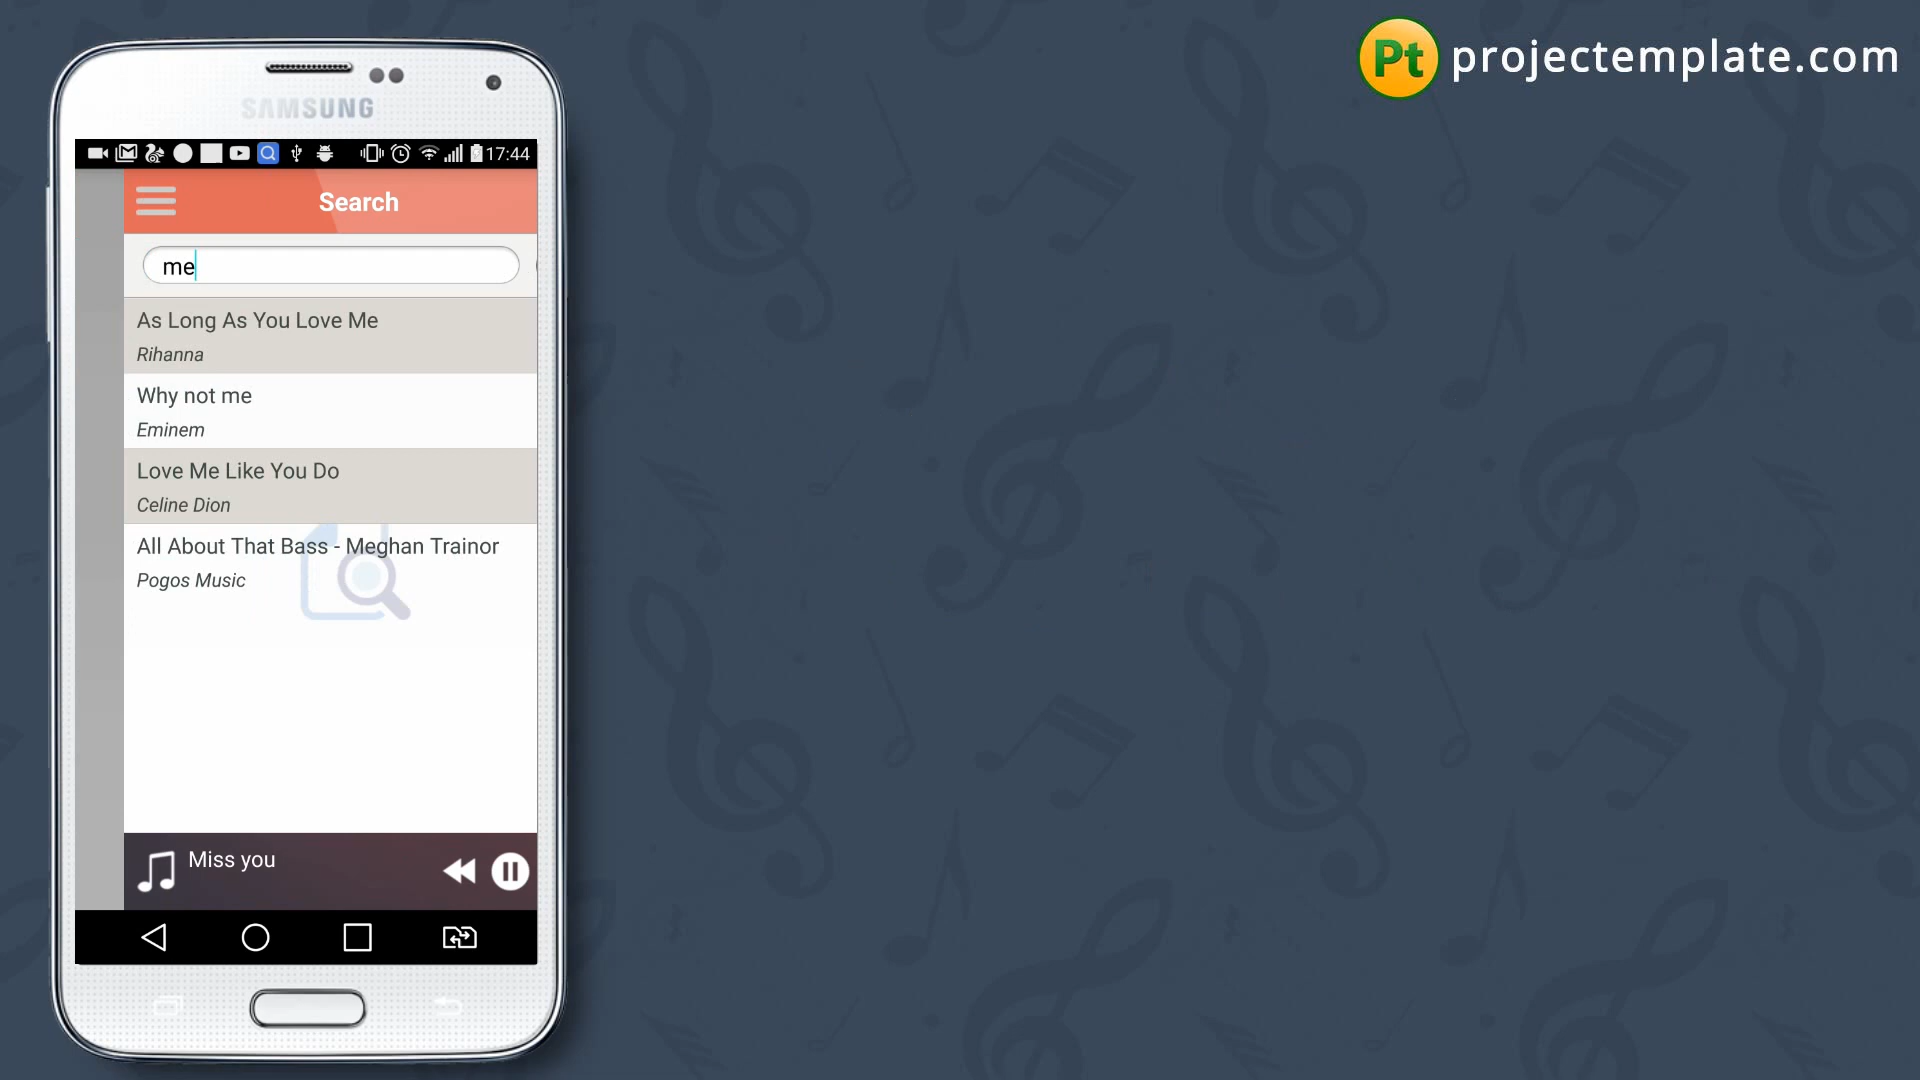 Pt projectemplate.com
SAMSUNG
17:44
Search
me
As Long As You Love Me
Rihanna
Why not me
Eminem
Love Me Like You Do
Celine Dion
All About That Bass - Meghan Trainor
Pogos Music
Miss you